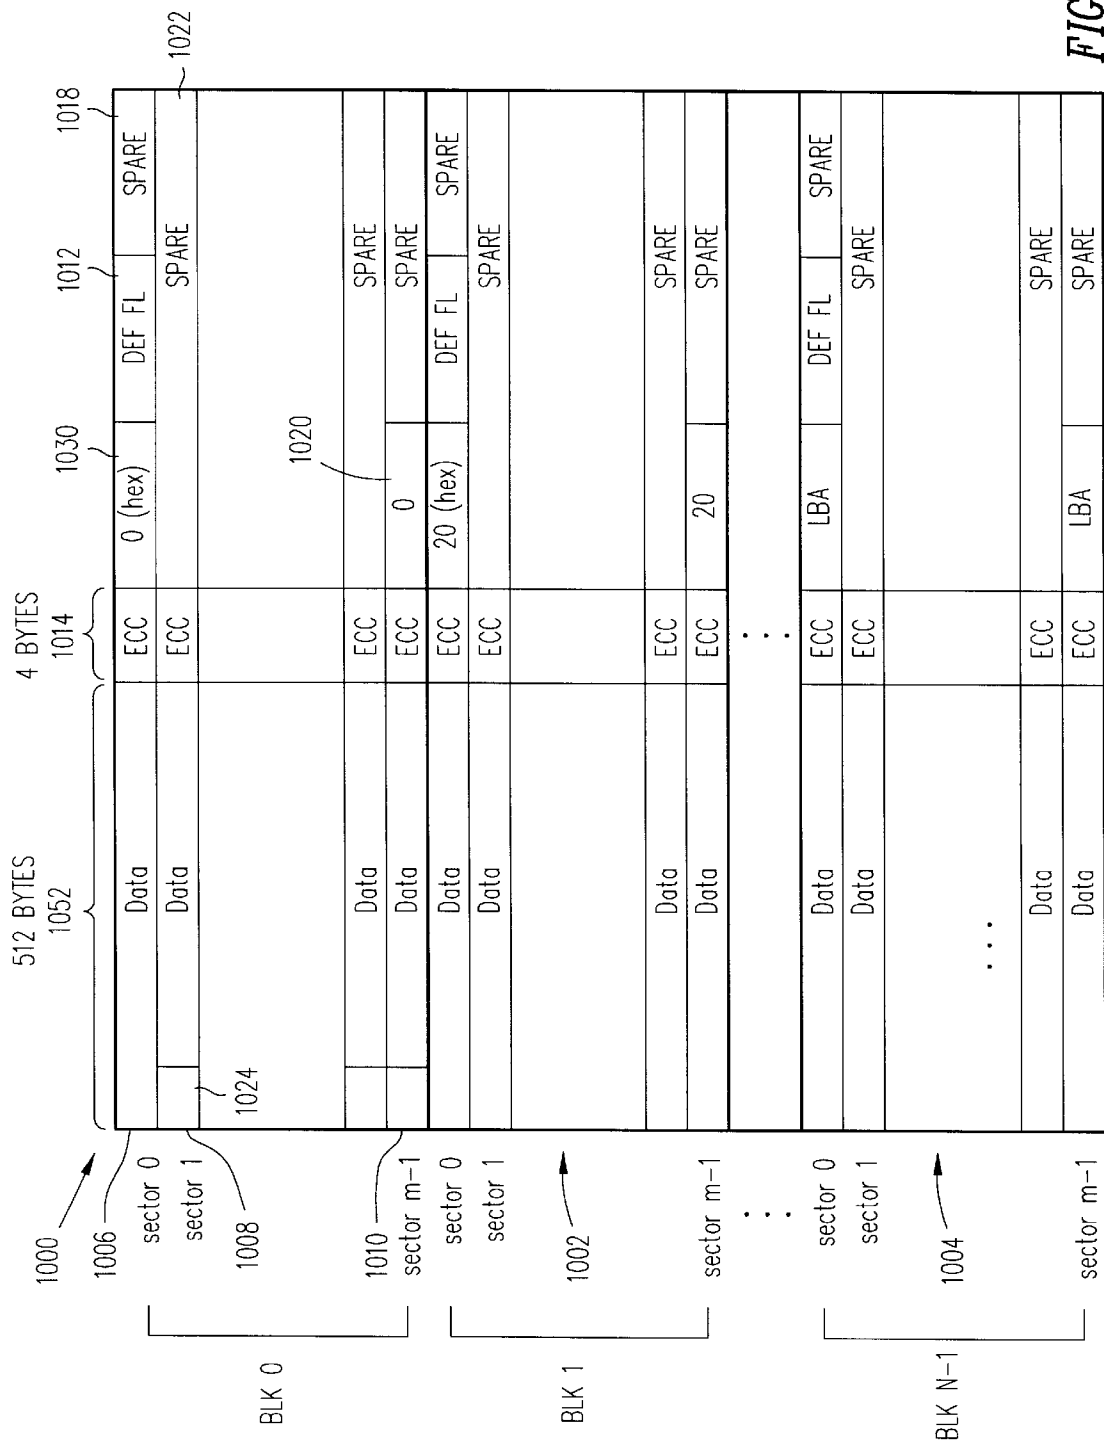 512 BYTES
1052
4 BYTES
1014
1030
1012
1018
1022
1000
1006
BLK 0
sector 0 Data ECC 0 (hex) DEF FL SPARE
sector 1 Data ECC SPARE
1008
1024
1020
Data ECC SPARE
1010
sector m-1 Data ECC 0 SPARE
BLK 1
sector 0 Data ECC 20 (hex) DEF FL SPARE
sector 1 Data ECC SPARE
1002
Data ECC SPARE
sector m-1 Data ECC 20 SPARE
BLK N-1
sector 0 Data ECC LBA DEF FL SPARE
sector 1 Data ECC SPARE
1004
Data ECC SPARE
sector m-1 Data ECC LBA SPARE